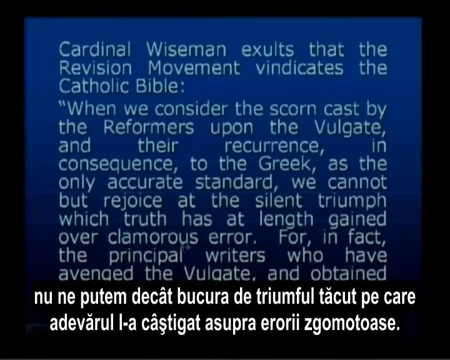 Cardinal Wiseman exults that the
Revision Movement vindicates the
Catholic Bible:
“When we consider the scorn cast by
the Reformers upon the Vulgate,
and their recurrence, in
consequence, to the Greek, as the
only accurate standard, we cannot
but rejoice at the silent triumph
which truth has at length gained
over clamorous error. For, in fact,
the principal writers who have
avenged the Vulgate, and obtained
nu ne putem decât bucura de triumful tăcut pe care
adevărul l-a câştigat asupra erorii zgomotoase.